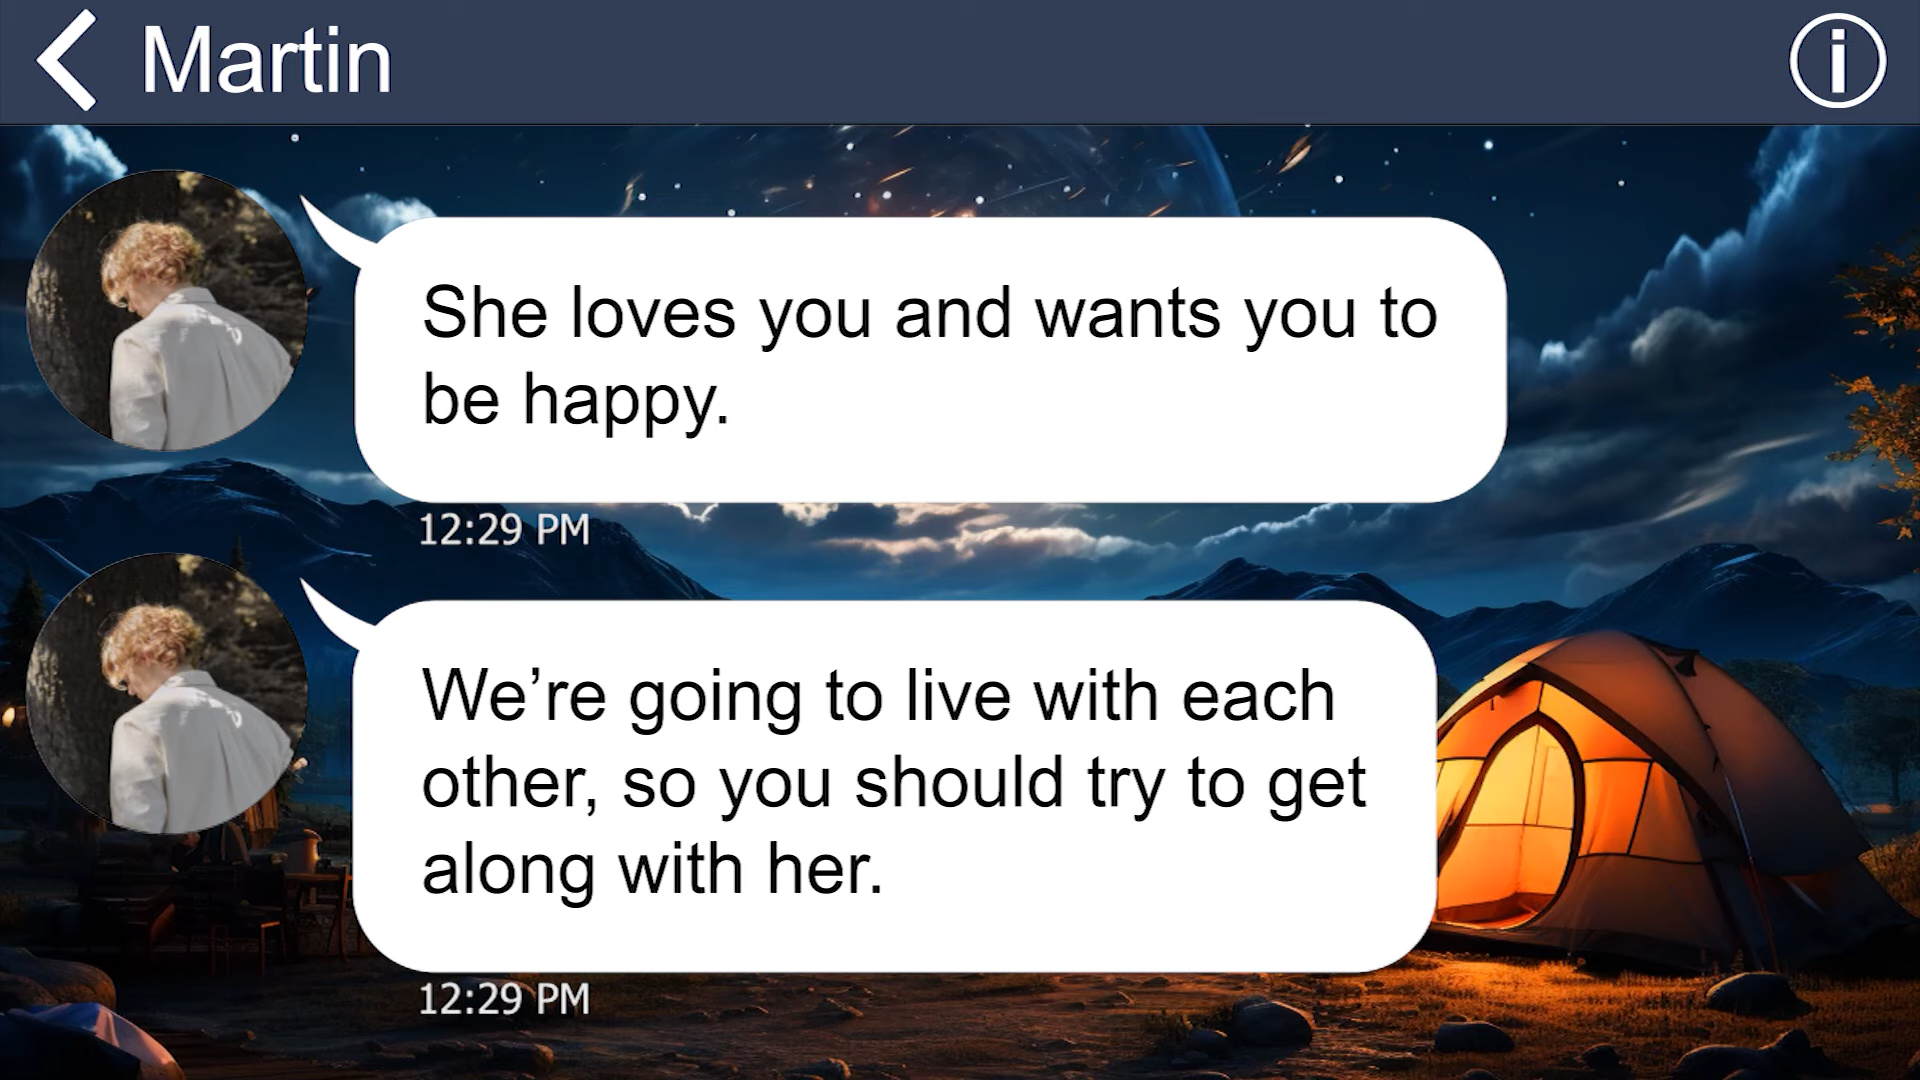 Martin
She loves you and wants you to
be happy.
12:29 PM
We’re going to live with each
other, so you should try to get
along with her.
12:29 PM